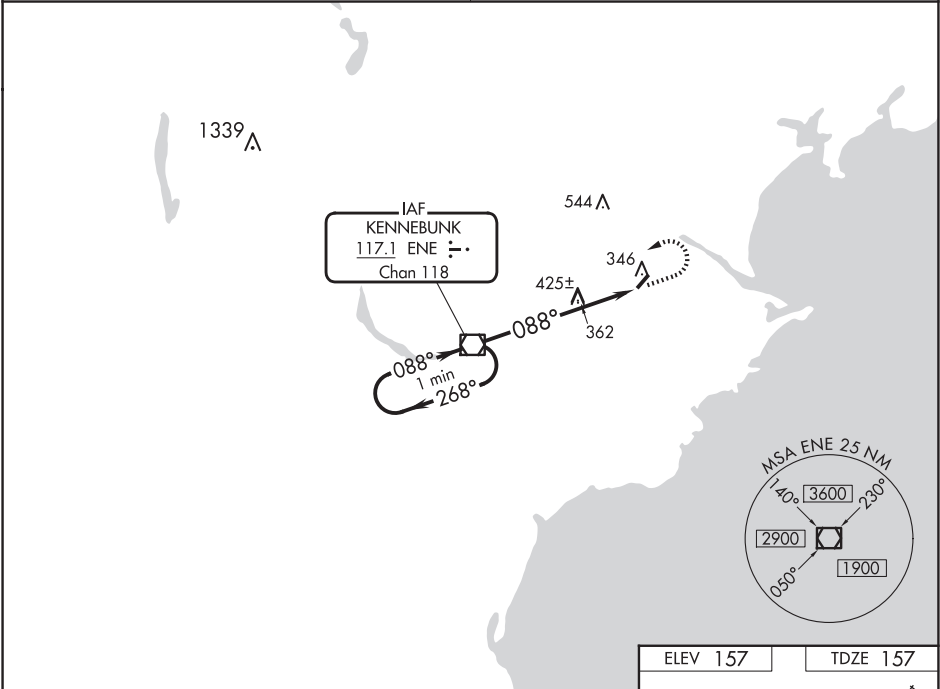 1339
544
IAF
KENNEBUNK
117.1 ENE
Chan 118
346
425±
088°
362
088°
1 min
268°
MSA ENE 25 NM
140°
3600
230°
2900
1900
050°
ELEV 157
TDZE 157